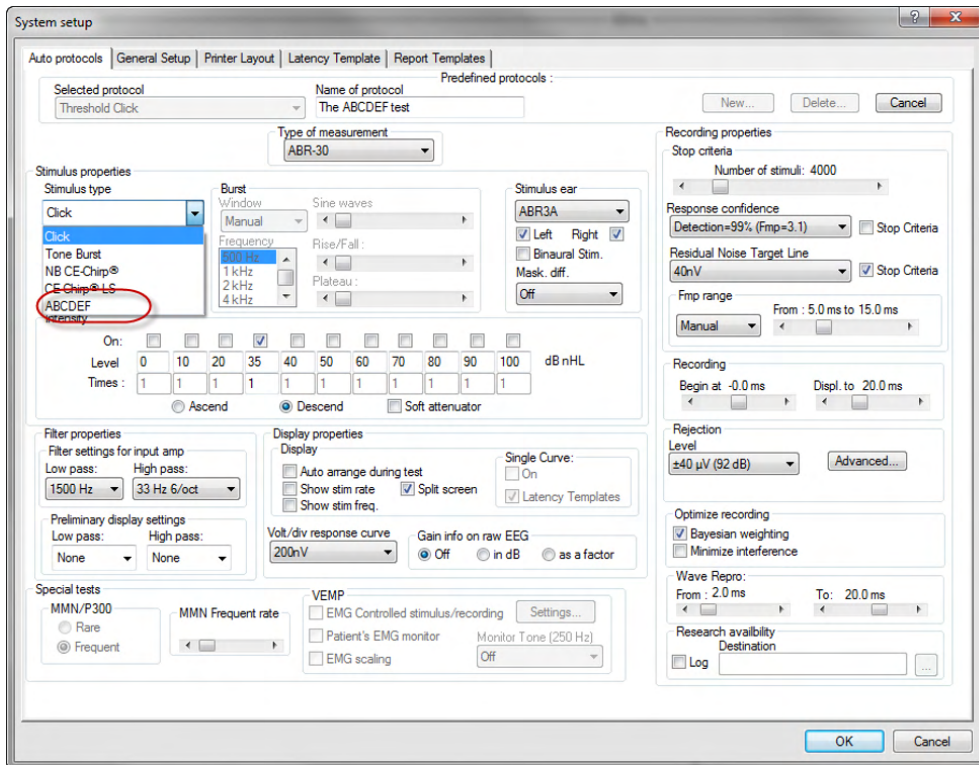 System setup
Auto protocols General Setup Printer Layout Latency Template Report Templates
Predefined protocols :
Selected protocol
Threshold Click
Name of protocol
The ABCDEF test
New... Delete... Cancel
Type of measurement
ABR-30
Stimulus properties
Stimulus type
Click
Click
Tone Burst
NB CE-Chirp®
CE-Chirp® LS
ABCDEF
Burst
Window
Manual
Sine waves
Frequency
500 Hz
1 kHz
2 kHz
4 kHz
Rise/Fall :
Plateau :
Stimulus ear
ABR3A
Left Right
Binaural Stim.
Mask. diff.
Off
Intensity
On:
Level 0 10 20 35 40 50 60 70 80 90 100 dB nHL
Times : 1 1 1 1 1 1 1 1 1 1 1
Ascend Descend Soft attenuator
Filter properties
Filter settings for input amp
Low pass: High pass:
1500 Hz 33 Hz 6/oct
Preliminary display settings
Low pass: High pass:
None None
Display properties
Display
Auto arrange during test
Show stim rate Split screen
Show stim freq.
Single Curve:
On
Latency Templates
Volt/div response curve
200nV
Gain info on raw EEG
Off in dB as a factor
Special tests
MMN/P300
Rare
Frequent
MMN Frequent rate
VEMP
EMG Controlled stimulus/recording Settings...
Patient's EMG monitor
EMG scaling
Monitor Tone (250 Hz)
Off
Recording properties
Stop criteria
Number of stimuli: 4000
Response confidence
Detection=99% (Fmp=3.1) Stop Criteria
Residual Noise Target Line
40nV Stop Criteria
Fmp range
Manual
From : 5.0 ms to 15.0 ms
Recording
Begin at -0.0 ms Displ. to 20.0 ms
Rejection
Level
±40 µV (92 dB) Advanced...
Optimize recording
Bayesian weighting
Minimize interference
Wave Repro:
From : 2.0 ms To: 20.0 ms
Research availbility
Destination
Log ...
OK Cancel